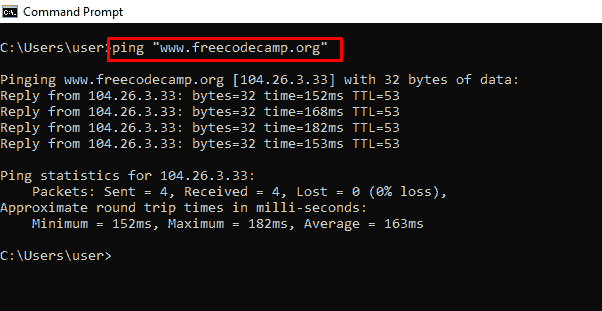 Command Prompt
C:\Users\user>ping "www.freecodecamp.org"
Pinging www.freecodecamp.org [104.26.3.33] with 32 bytes of data:
Reply from 104.26.3.33: bytes=32 time=152ms TTL=53
Reply from 104.26.3.33: bytes=32 time=168ms TTL=53
Reply from 104.26.3.33: bytes=32 time=182ms TTL=53
Reply from 104.26.3.33: bytes=32 time=153ms TTL=53
Ping statistics for 104.26.3.33:
    Packets: Sent = 4, Received = 4, Lost = 0 (0% loss),
Approximate round trip times in milli-seconds:
    Minimum = 152ms, Maximum = 182ms, Average = 163ms
C:\Users\user>